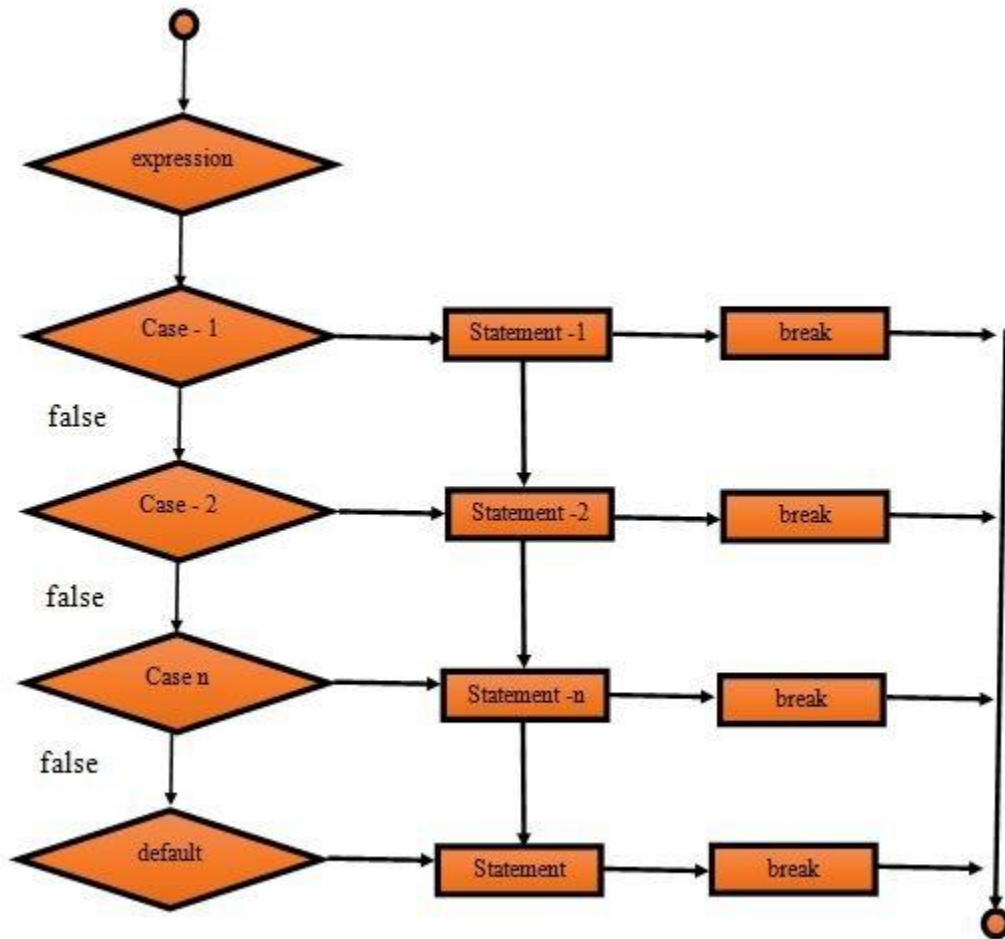 expression
Case - 1
Statement -1
break
false
Case - 2
Statement -2
break
false
Case n
Statement -n
break
false
default
Statement
break